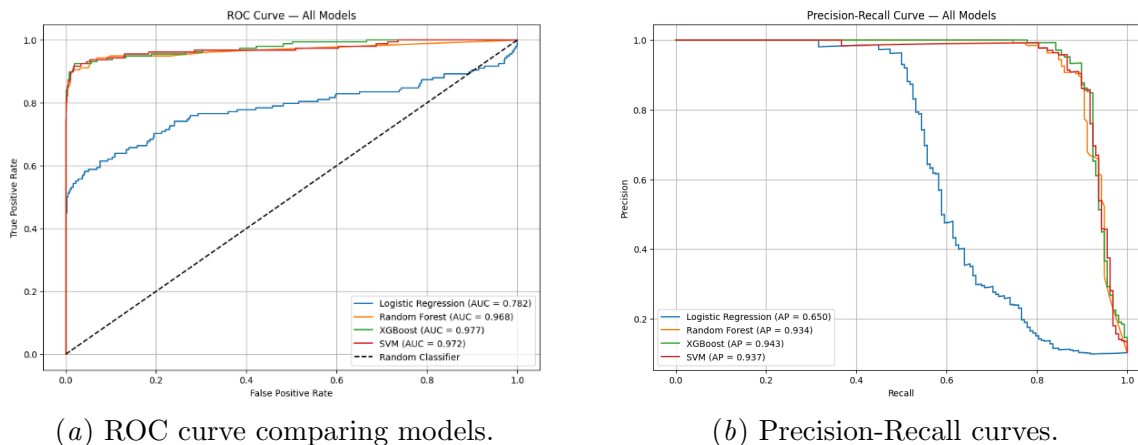 ROC Curve — All Models
1.0
0.8
0.6
0.4
0.2
0.0
True Positive Rate
0.0
0.2
0.4
0.6
0.8
1.0
False Positive Rate
Logistic Regression (AUC = 0.782)
Random Forest (AUC = 0.968)
XGBoost (AUC = 0.977)
SVM (AUC = 0.972)
Random Classifier
(a) ROC curve comparing models.
Precision-Recall Curve — All Models
1.0
0.8
0.6
0.4
0.2
Precision
0.0
0.2
0.4
0.6
0.8
1.0
Recall
Logistic Regression (AP = 0.650)
Random Forest (AP = 0.934)
XGBoost (AP = 0.943)
SVM (AP = 0.937)
(b) Precision-Recall curves.